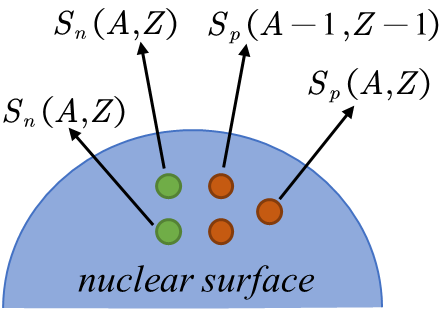 S_n(A,Z) S_p(A−1,Z−1)
S_p(A,Z)
S_n(A,Z)
nuclear surface